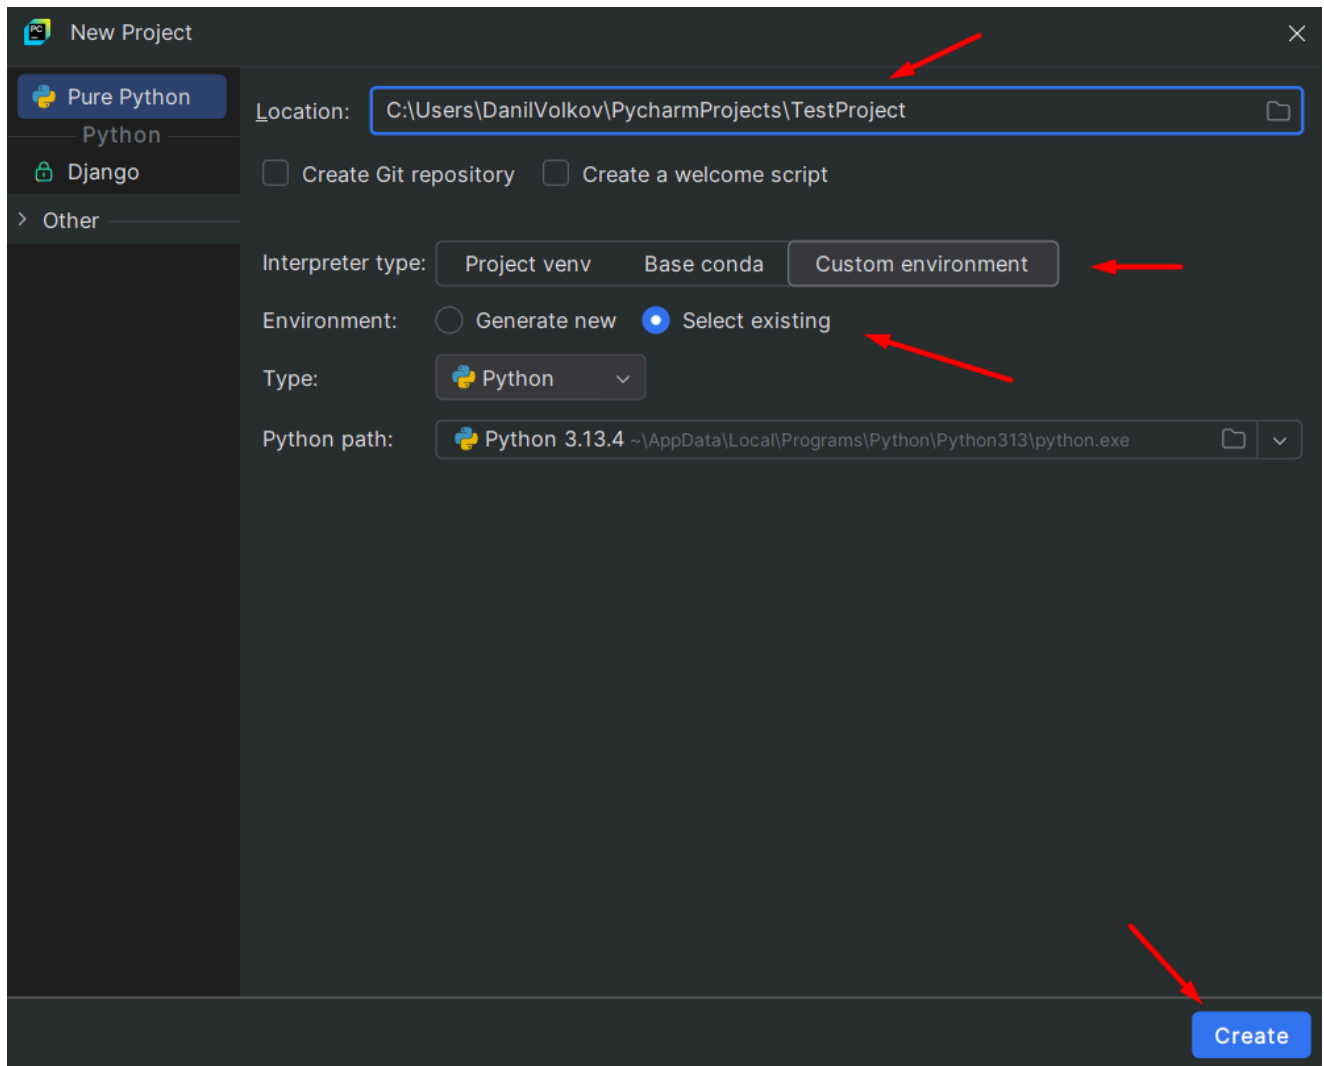 New Project
Pure Python
Python
Django
Other
Location: C:\Users\DanilVolkov\PycharmProjects\TestProject
Create Git repository Create a welcome script
Interpreter type: Project venv Base conda Custom environment
Environment: Generate new Select existing
Type: Python
Python path: Python 3.13.4 ~\AppData\Local\Programs\Python\Python313\python.exe
Create